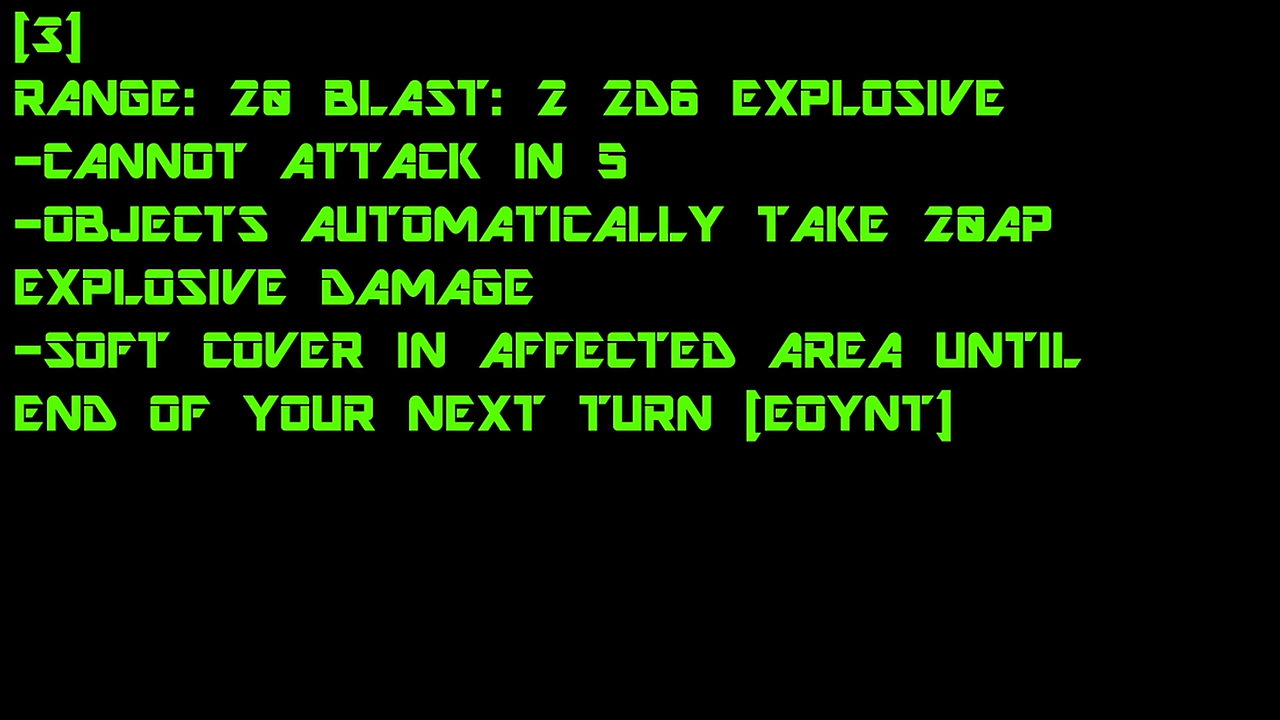 [3]
RANGE: 20 BLAST: 2 2D6 EXPLOSIVE
-CANNOT ATTACK IN 5
-OBJECTS AUTOMATICALLY TAKE 20AP
EXPLOSIVE DAMAGE
-SOFT COVER IN AFFECTED AREA UNTIL
END OF YOUR NEXT TURN [EOYNT]